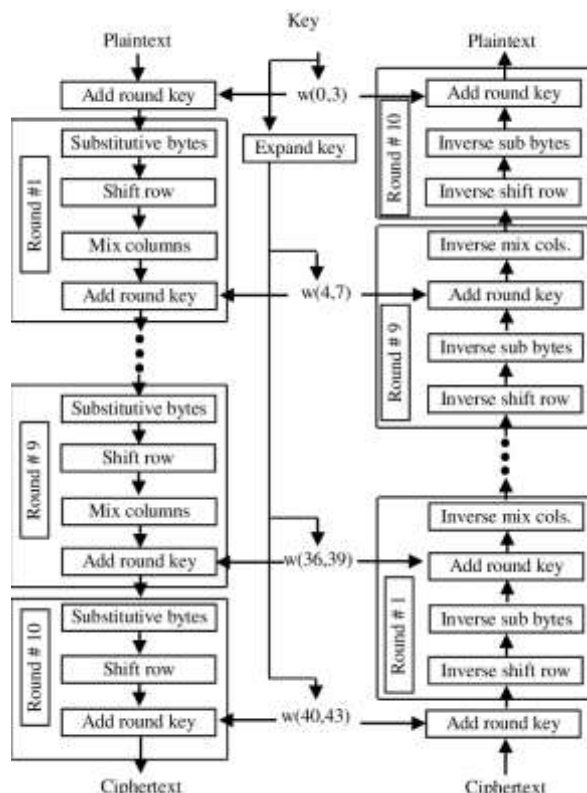 Key
Plaintext
Add round key
Round #1
Substitutive bytes
Shift row
Mix columns
Add round key
Round # 9
Substitutive bytes
Shift row
Mix columns
Add round key
Round # 10
Substitutive bytes
Shift row
Add round key
Ciphertext
w(0,3)
Expand key
w(4,7)
w(36,39)
w(40,43)
Plaintext
Round # 10
Add round key
Inverse sub bytes
Inverse shift row
Round # 9
Inverse mix cols.
Add round key
Inverse sub bytes
Inverse shift row
Round # 1
Inverse mix cols.
Add round key
Inverse sub bytes
Inverse shift row
Add round key
Ciphertext